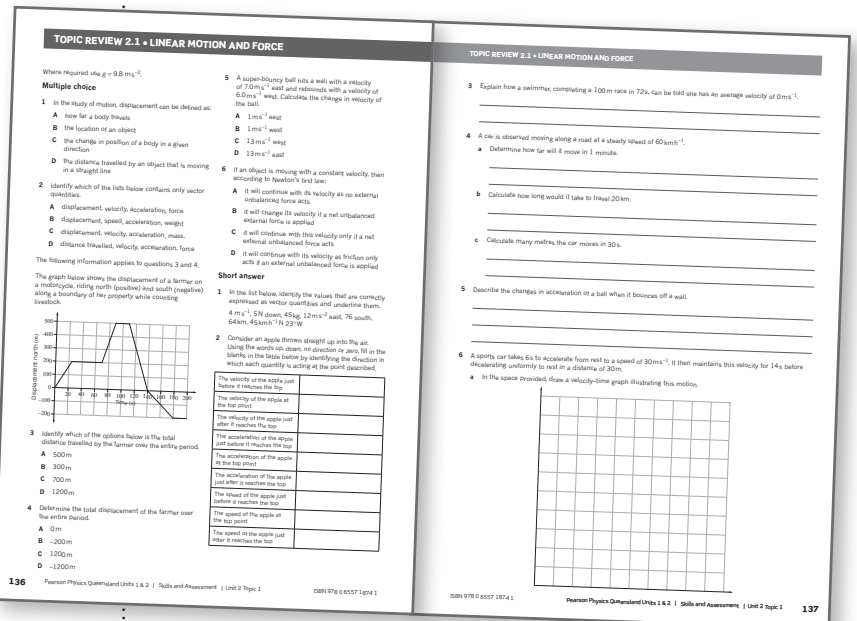 TOPIC REVIEW 2.1 • LINEAR MOTION AND FORCE
Where required use g = 9.8 m s⁻².
Multiple choice
1 In the study of motion, displacement can be defined as:
A how far a body travels
B the location or an object
C the change in position of a body in a given
direction
D the distance travelled by an object that is moving
in a straight line
2 Identify which of the lists below contains only vector
quantities.
A displacement, velocity, acceleration, force
B displacement, speed, acceleration, weight
C displacement, velocity, acceleration, mass.
D distance travelled, velocity, acceleration, force
The following information applies to questions 3 and 4.
The graph below shows the displacement of a farmer on
a motorcycle, riding north (positive) and south (negative)
along a boundary of her property while counting
livestock.
Displacement north (m)
500
400
300
200
100
0
-100
-200
20 40 60 80 100 120 140 160 180 200
Time (s)
3 Identify which of the options below is the total
distance travelled by the farmer over the entire period.
A 500 m
B 300 m
C 700 m
D 1200 m
4 Determine the total displacement of the farmer over
the entire period.
A 0 m
B –200 m
C 1200 m
D –1200 m
5 A super-bouncy ball hits a wall with a velocity
of 7.0 m s⁻¹ east and rebounds with a velocity of
6.0 m s⁻¹ west. Calculate the change in velocity of
the ball.
A 1 m s⁻¹ east
B 1 m s⁻¹ west
C 13 m s⁻¹ west
D 13 m s⁻¹ east
6 If an object is moving with a constant velocity, then
according to Newton's first law:
A it will continue with its velocity as no external
unbalanced force acts
B it will change its velocity if a net unbalanced
external force is applied
C it will continue with this velocity only if a net
external unbalanced force acts
D it will continue with its velocity as friction only
acts if an external unbalanced force is applied
Short answer
1 In the list below, identify the values that are correctly
expressed as vector quantities and underline them.
4 m s⁻¹, 5 N down, 45 kg, 12 m s⁻² east, 76 south,
64 km, 45 km h⁻¹ N 23° W
2 Consider an apple thrown straight up into the air.
Using the words up, down, no direction or zero, fill in the
blanks in the table below by identifying the direction in
which each quantity is acting at the point described.
The velocity of the apple just
before it reaches the top
The velocity of the apple at
the top point
The velocity of the apple just
after it reaches the top
The acceleration of the apple
just before it reaches the top
The acceleration of the apple
at the top point
The acceleration of the apple
just after it reaches the top
The speed of the apple just
before it reaches the top
The speed of the apple at
the top point
The speed of the apple just
after it reaches the top
136 Pearson Physics Queensland Units 1 & 2 | Skills and Assessment | Unit 2 Topic 1 ISBN 978 0 6557 1874 1
TOPIC REVIEW 2.1 • LINEAR MOTION AND FORCE
3 Explain how a swimmer, completing a 100 m race in 72 s, can be told she has an average velocity of 0 m s⁻¹.
4 A car is observed moving along a road at a steady speed of 60 km h⁻¹.
a Determine how far will it move in 1 minute.
b Calculate how long would it take to travel 20 km.
c Calculate many metres the car moves in 30 s.
5 Describe the changes in acceleration of a ball when it bounces off a wall.
6 A sports car takes 6 s to accelerate from rest to a speed of 30 m s⁻¹. It then maintains this velocity for 14 s before
decelerating uniformly to rest in a distance of 30 m.
a In the space provided, draw a velocity–time graph illustrating this motion.
ISBN 978 0 6557 1874 1 Pearson Physics Queensland Units 1 & 2 | Skills and Assessment | Unit 2 Topic 1 137